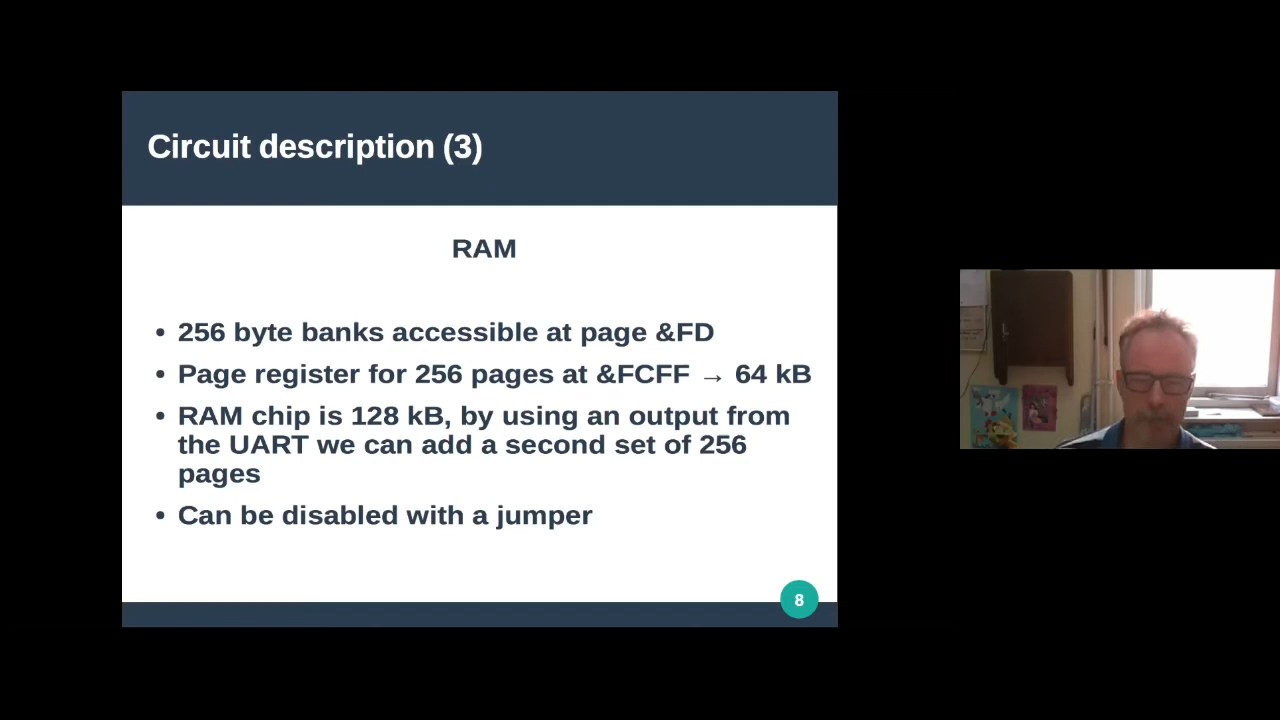 Circuit description (3)
RAM
• 256 byte banks accessible at page &FD
• Page register for 256 pages at &FCFF → 64 kB
• RAM chip is 128 kB, by using an output from
the UART we can add a second set of 256
pages
• Can be disabled with a jumper
8